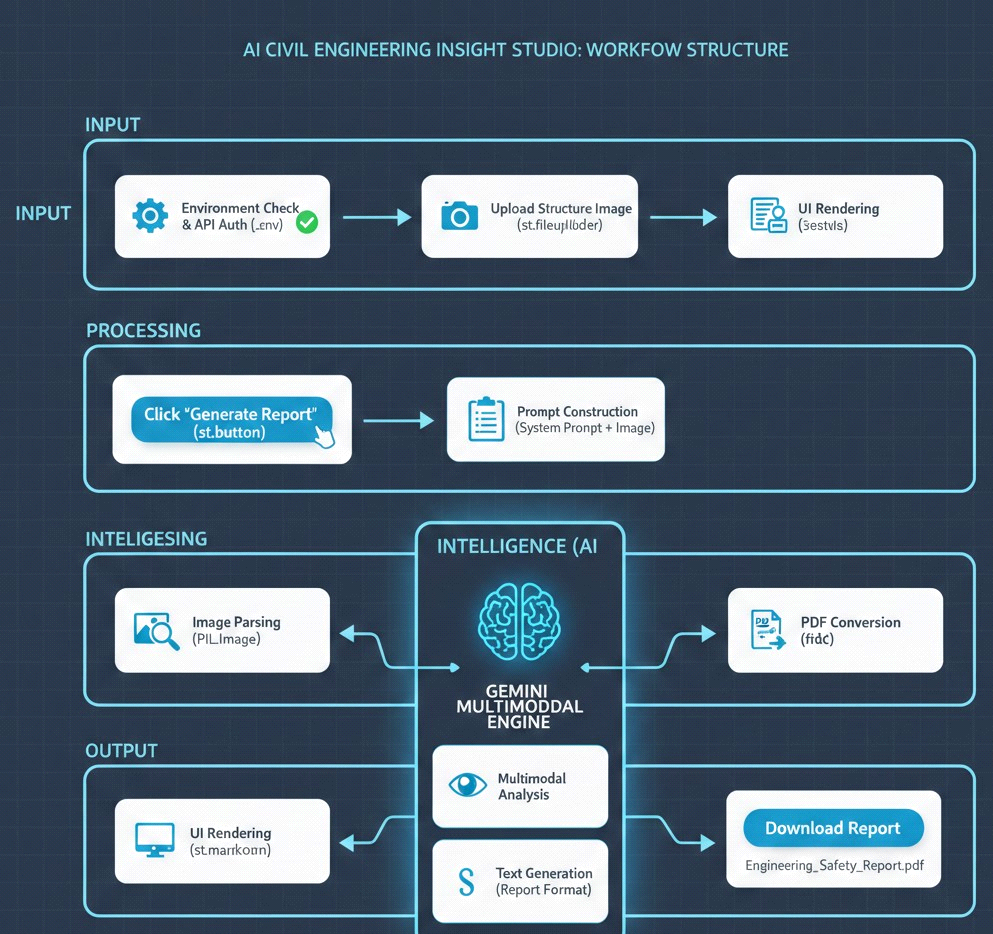 AI CIVIL ENGINEERING INSIGHT STUDIO: WORKFOW STRUCTURE
INPUT
INPUT
Environment Check
& API Auth (.env)
Upload Structure Image
UI Rendering
PROCESSING
Click "Generate Report"
(st.button)
Prompt Construction
(System Pronpt + Image)
INTELIGESING
INTELLIGENCE (AI
Image Parsing
(PIL.Image)
PDF Conversion
GEMINI
MULTIMODDAL
ENGINE
OUTPUT
Multimodal
Analysis
UI Rendering
Download Report
Engineering_Safety_Report.pdf
Text Generation
(Report Format)